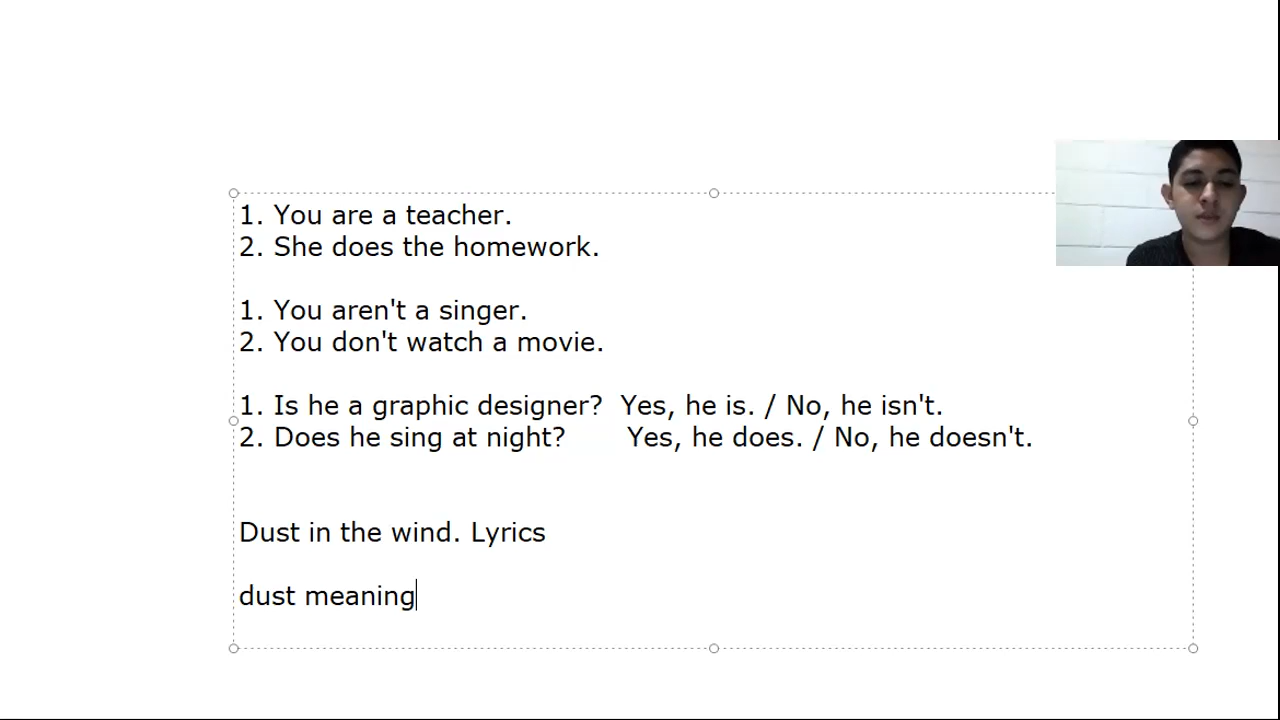 1. You are a teacher.
2. She does the homework.
1. You aren't a singer.
2. You don't watch a movie.
1. Is he a graphic designer?  Yes, he is. / No, he isn't.
2. Does he sing at night?  Yes, he does. / No, he doesn't.
Dust in the wind. Lyrics
dust meaning